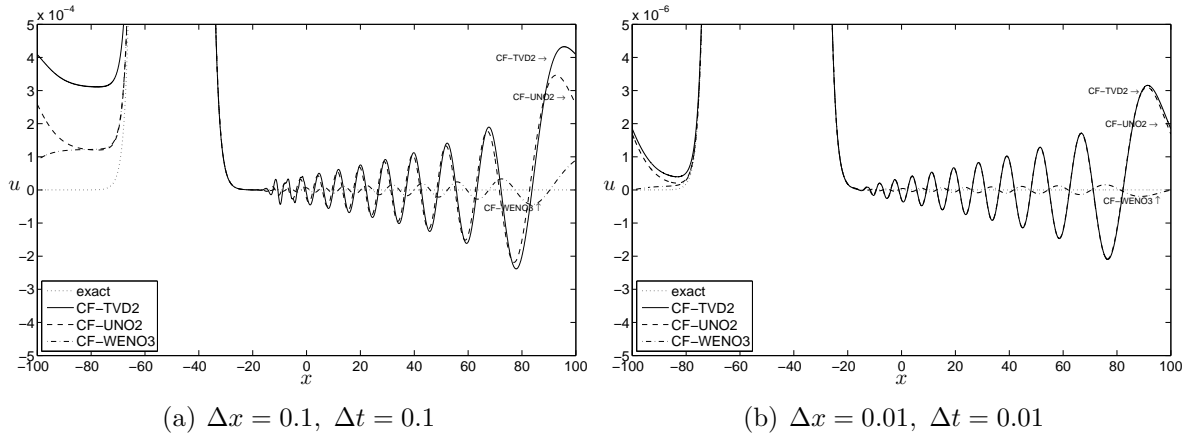 x 10⁻⁴
5
4
3
2
1
0
−1
−2
−3
−4
−5
u
−100 −80 −60 −40 −20 0 20 40 60 80 100
x
CF−TVD2→
CF−UNO2→
CF−WENO3↑
exact
CF−TVD2
CF−UNO2
CF−WENO3
(a) Δx = 0.1, Δt = 0.1
x 10⁻⁶
5
4
3
2
1
0
−1
−2
−3
−4
−5
u
−100 −80 −60 −40 −20 0 20 40 60 80 100
x
CF−TVD2→
CF−UNO2→
CF−WENO3↑
exact
CF−TVD2
CF−UNO2
CF−WENO3
(b) Δx = 0.01, Δt = 0.01